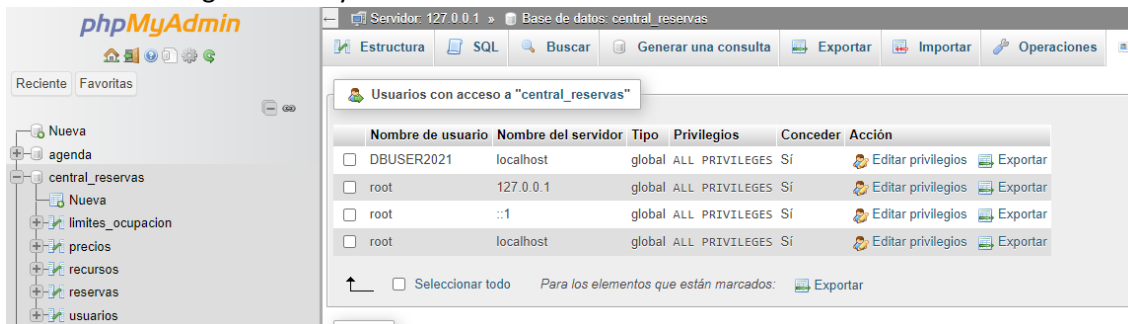 phpMyAdmin
Reciente Favoritas
Nueva
agenda
central_reservas
Nueva
limites_ocupacion
precios
recursos
reservas
usuarios
Servidor: 127.0.0.1 » Base de datos: central_reservas
Estructura SQL Buscar Generar una consulta Exportar Importar Operaciones
Usuarios con acceso a "central_reservas"
Nombre de usuario Nombre del servidor Tipo Privilegios Conceder Acción
DBUSER2021 localhost global ALL PRIVILEGES Sí Editar privilegios Exportar
root 127.0.0.1 global ALL PRIVILEGES Sí Editar privilegios Exportar
root ::1 global ALL PRIVILEGES Sí Editar privilegios Exportar
root localhost global ALL PRIVILEGES Sí Editar privilegios Exportar
Seleccionar todo Para los elementos que están marcados: Exportar